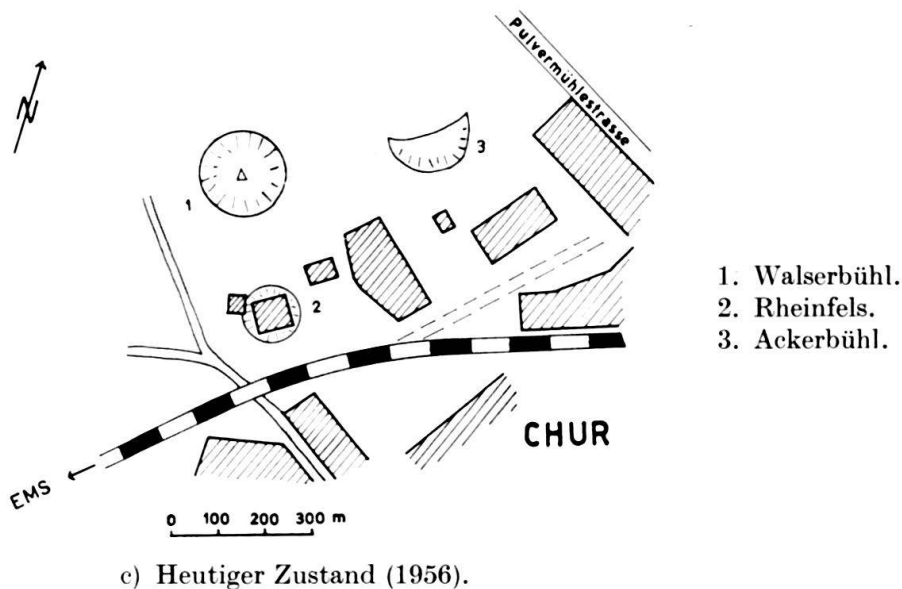 Pulvermühlestrasse
N
1
3
2
1. Walserbühl.
2. Rheinfels.
3. Ackerbühl.
CHUR
EMS
0 100 200 300 m
c) Heutiger Zustand (1956).